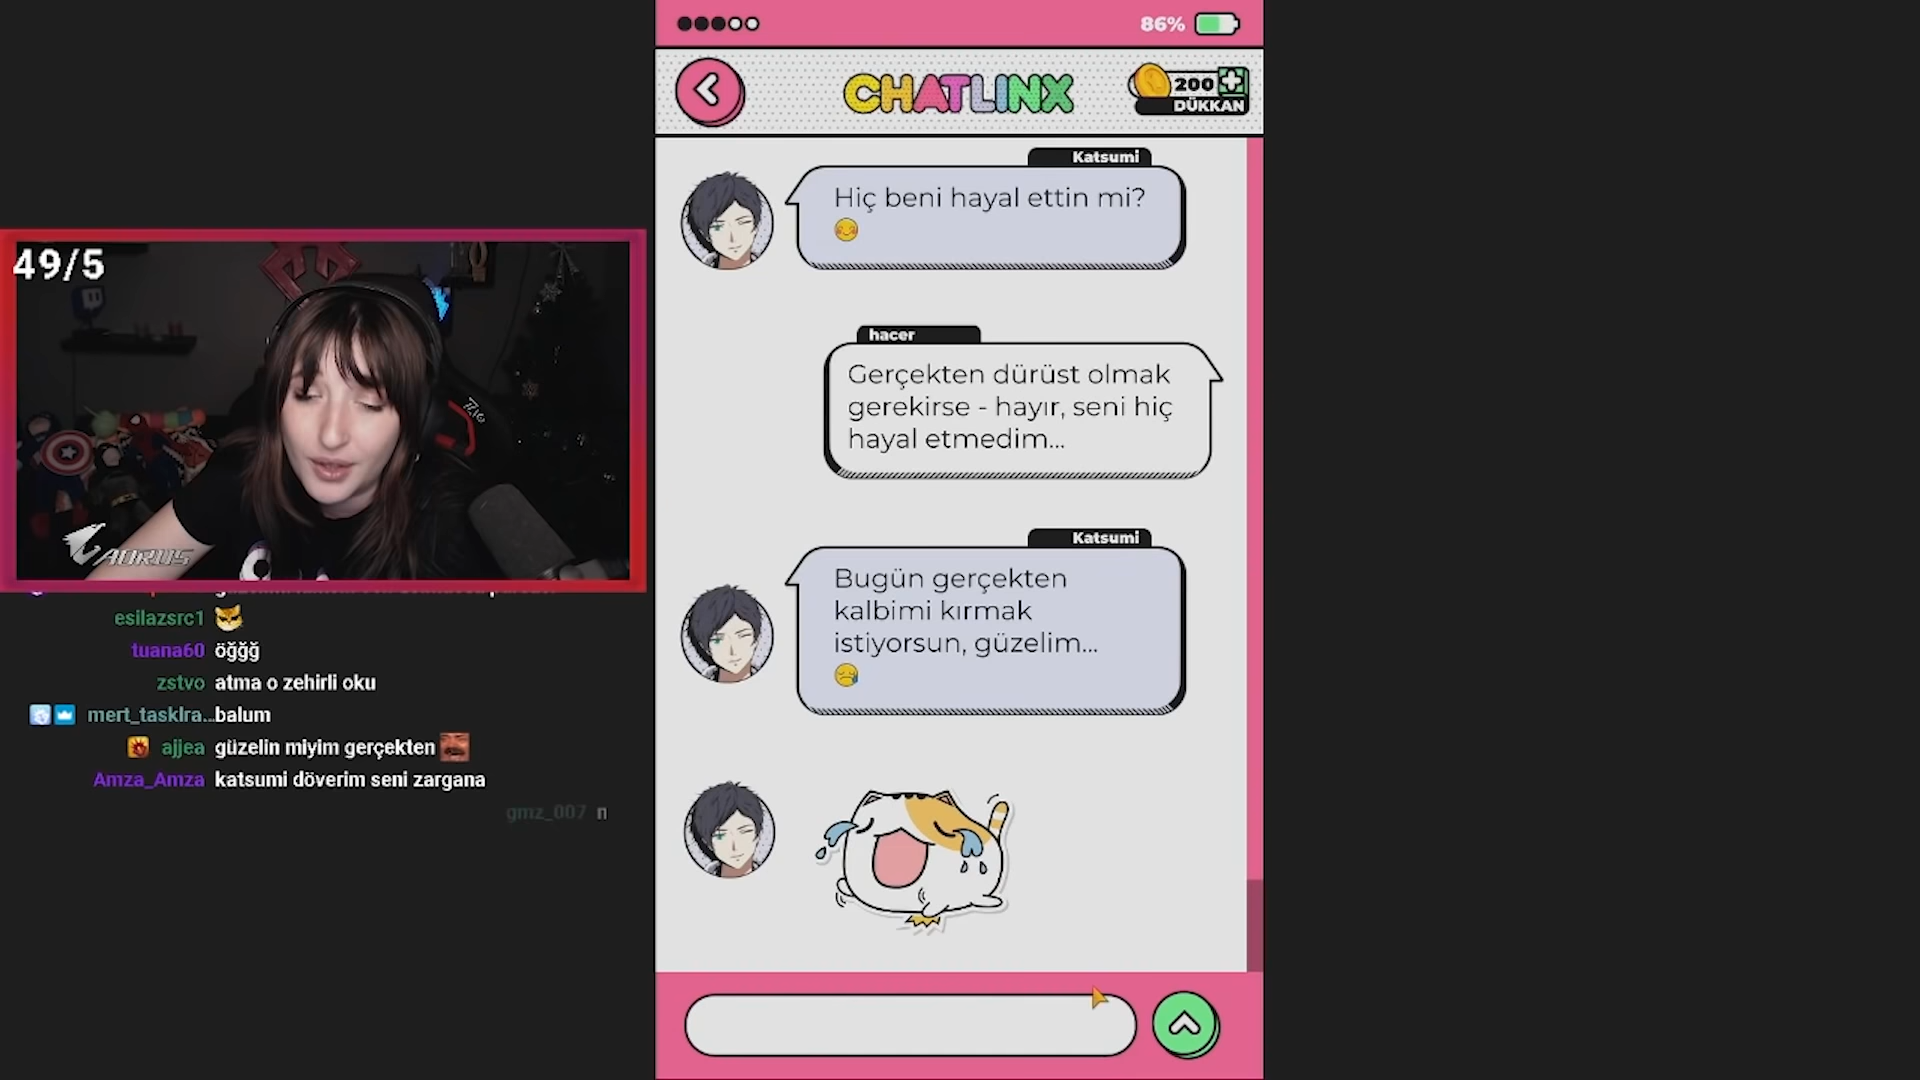 86%
CHATLINX
200
DÜKKAN
Katsumi
Hiç beni hayal ettin mi?
hacer
Gerçekten dürüst olmak
gerekirse - hayır, seni hiç
hayal etmedim...
Katsumi
Bugün gerçekten
kalbimi kırmak
istiyorsun, güzelim...
49/5
AORUS
esilazsrc1
tuana60 öğğğ
zstvo atma o zehirli oku
mert_taskIra... balum
ajjea güzelin miyim gerçekten
Amza_Amza katsumi döverim seni zargana
gmz_007 n